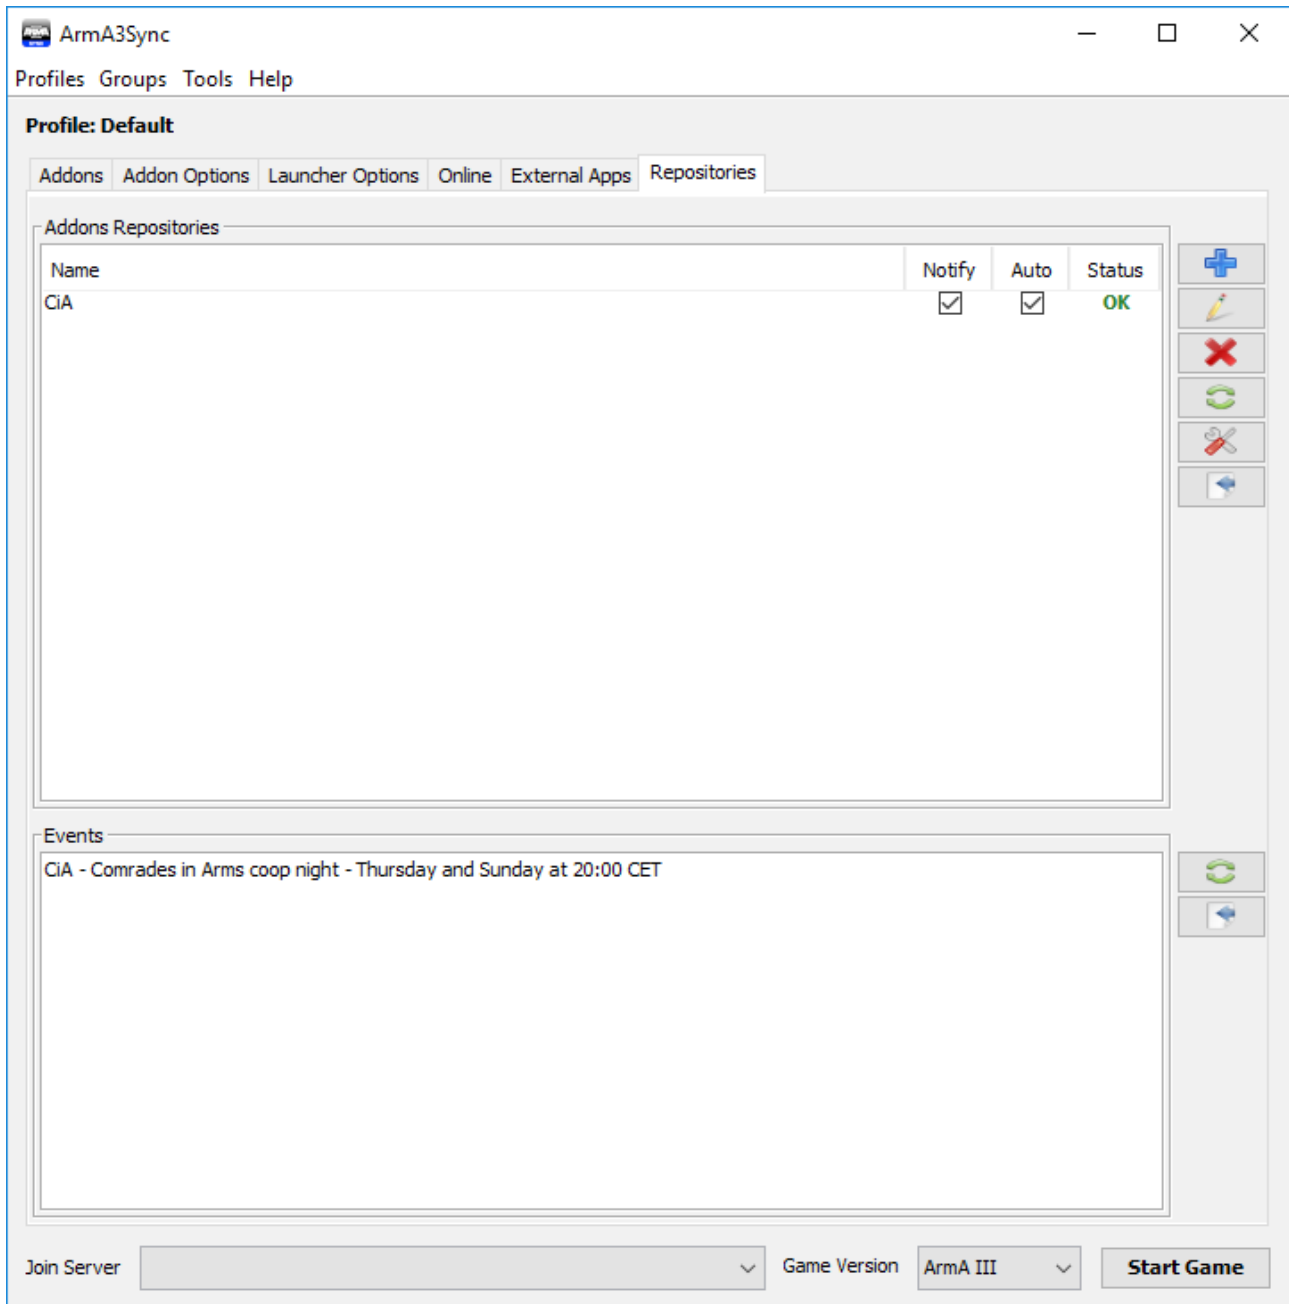 ArmA3Sync
Profiles Groups Tools Help
Profile: Default
Addons Addon Options Launcher Options Online External Apps Repositories
Addons Repositories
Name Notify Auto Status
CiA OK
Events
CiA - Comrades in Arms coop night - Thursday and Sunday at 20:00 CET
Join Server Game Version ArmA III Start Game